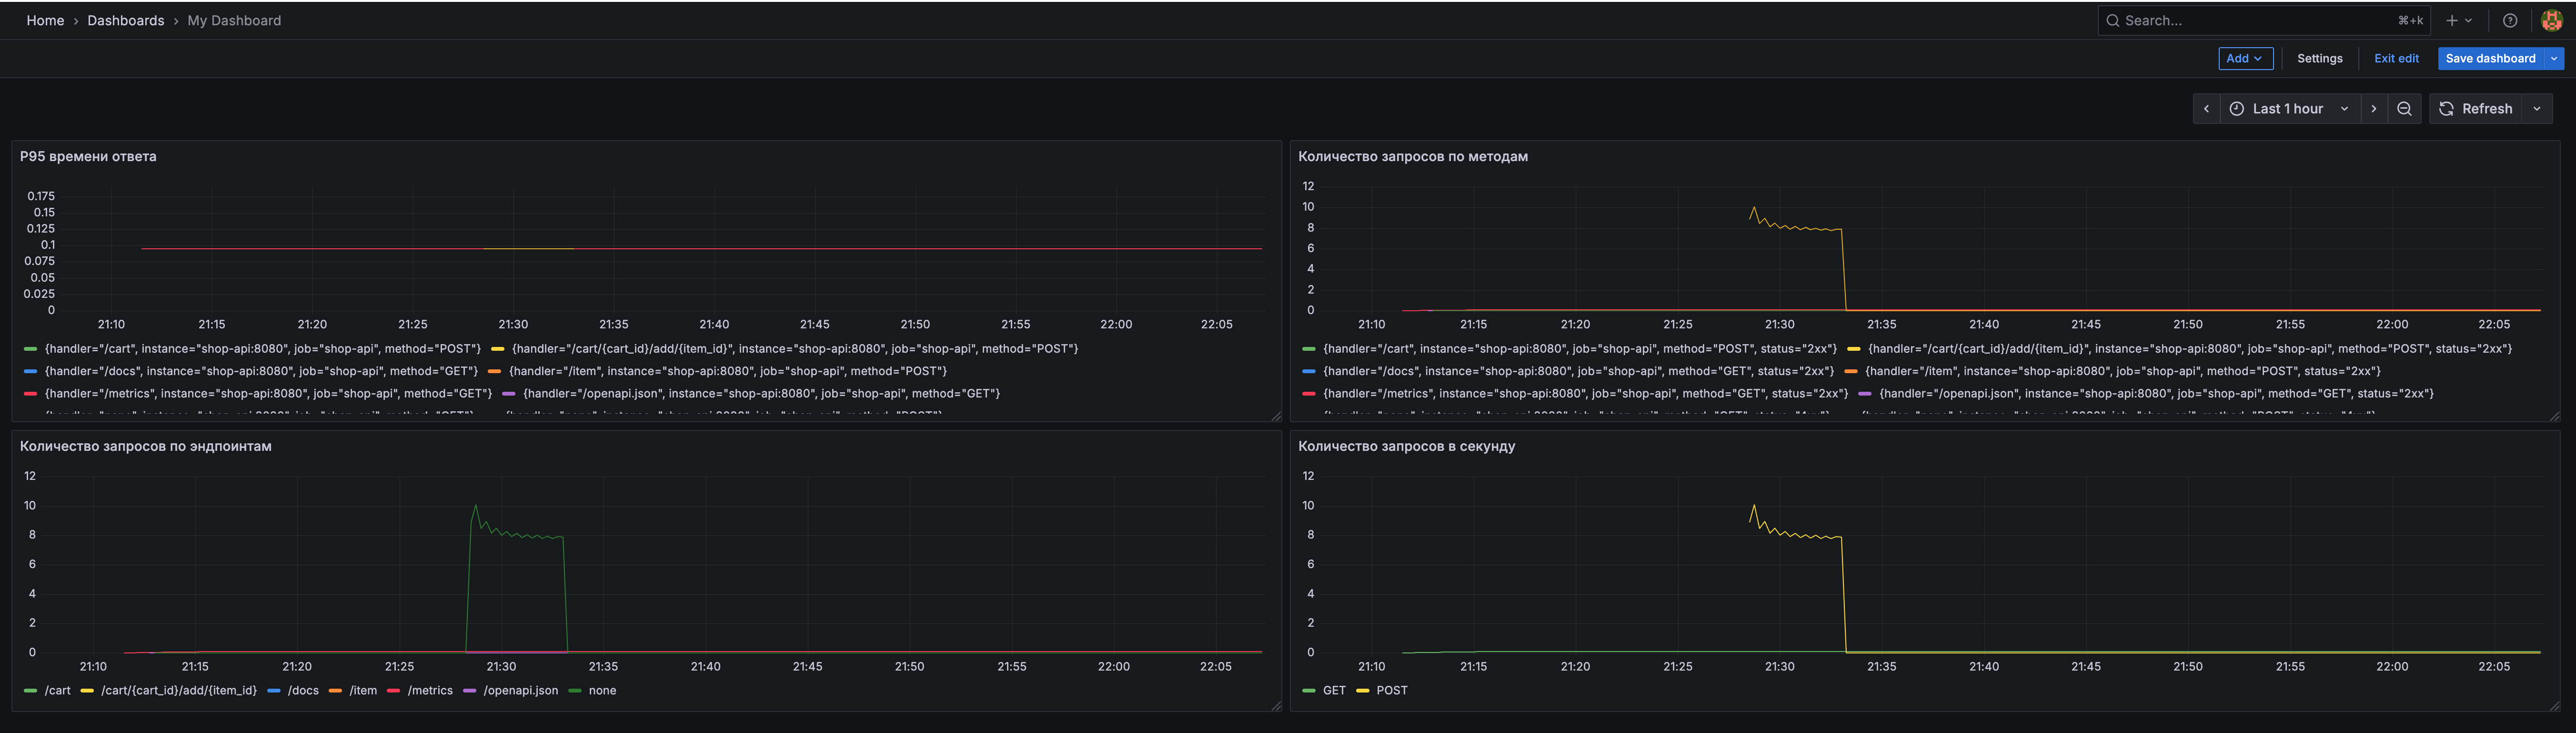 Home › Dashboards › My Dashboard
Search... ⌘+k
Add Settings Exit edit Save dashboard
Last 1 hour Refresh
P95 времени ответа
0.175
0.15
0.125
0.1
0.075
0.05
0.025
0
21:10 21:15 21:20 21:25 21:30 21:35 21:40 21:45 21:50 21:55 22:00 22:05
{handler="/cart", instance="shop-api:8080", job="shop-api", method="POST"} {handler="/cart/{cart_id}/add/{item_id}", instance="shop-api:8080", job="shop-api", method="POST"}
{handler="/docs", instance="shop-api:8080", job="shop-api", method="GET"} {handler="/item", instance="shop-api:8080", job="shop-api", method="POST"}
{handler="/metrics", instance="shop-api:8080", job="shop-api", method="GET"} {handler="/openapi.json", instance="shop-api:8080", job="shop-api", method="GET"}
Количество запросов по методам
12
10
8
6
4
2
0
21:10 21:15 21:20 21:25 21:30 21:35 21:40 21:45 21:50 21:55 22:00 22:05
{handler="/cart", instance="shop-api:8080", job="shop-api", method="POST", status="2xx"} {handler="/cart/{cart_id}/add/{item_id}", instance="shop-api:8080", job="shop-api", method="POST", status="2xx"}
{handler="/docs", instance="shop-api:8080", job="shop-api", method="GET", status="2xx"} {handler="/item", instance="shop-api:8080", job="shop-api", method="POST", status="2xx"}
{handler="/metrics", instance="shop-api:8080", job="shop-api", method="GET", status="2xx"} {handler="/openapi.json", instance="shop-api:8080", job="shop-api", method="GET", status="2xx"}
Количество запросов по эндпоинтам
12
10
8
6
4
2
0
21:10 21:15 21:20 21:25 21:30 21:35 21:40 21:45 21:50 21:55 22:00 22:05
/cart /cart/{cart_id}/add/{item_id} /docs /item /metrics /openapi.json none
Количество запросов в секунду
12
10
8
6
4
2
0
21:10 21:15 21:20 21:25 21:30 21:35 21:40 21:45 21:50 21:55 22:00 22:05
GET POST